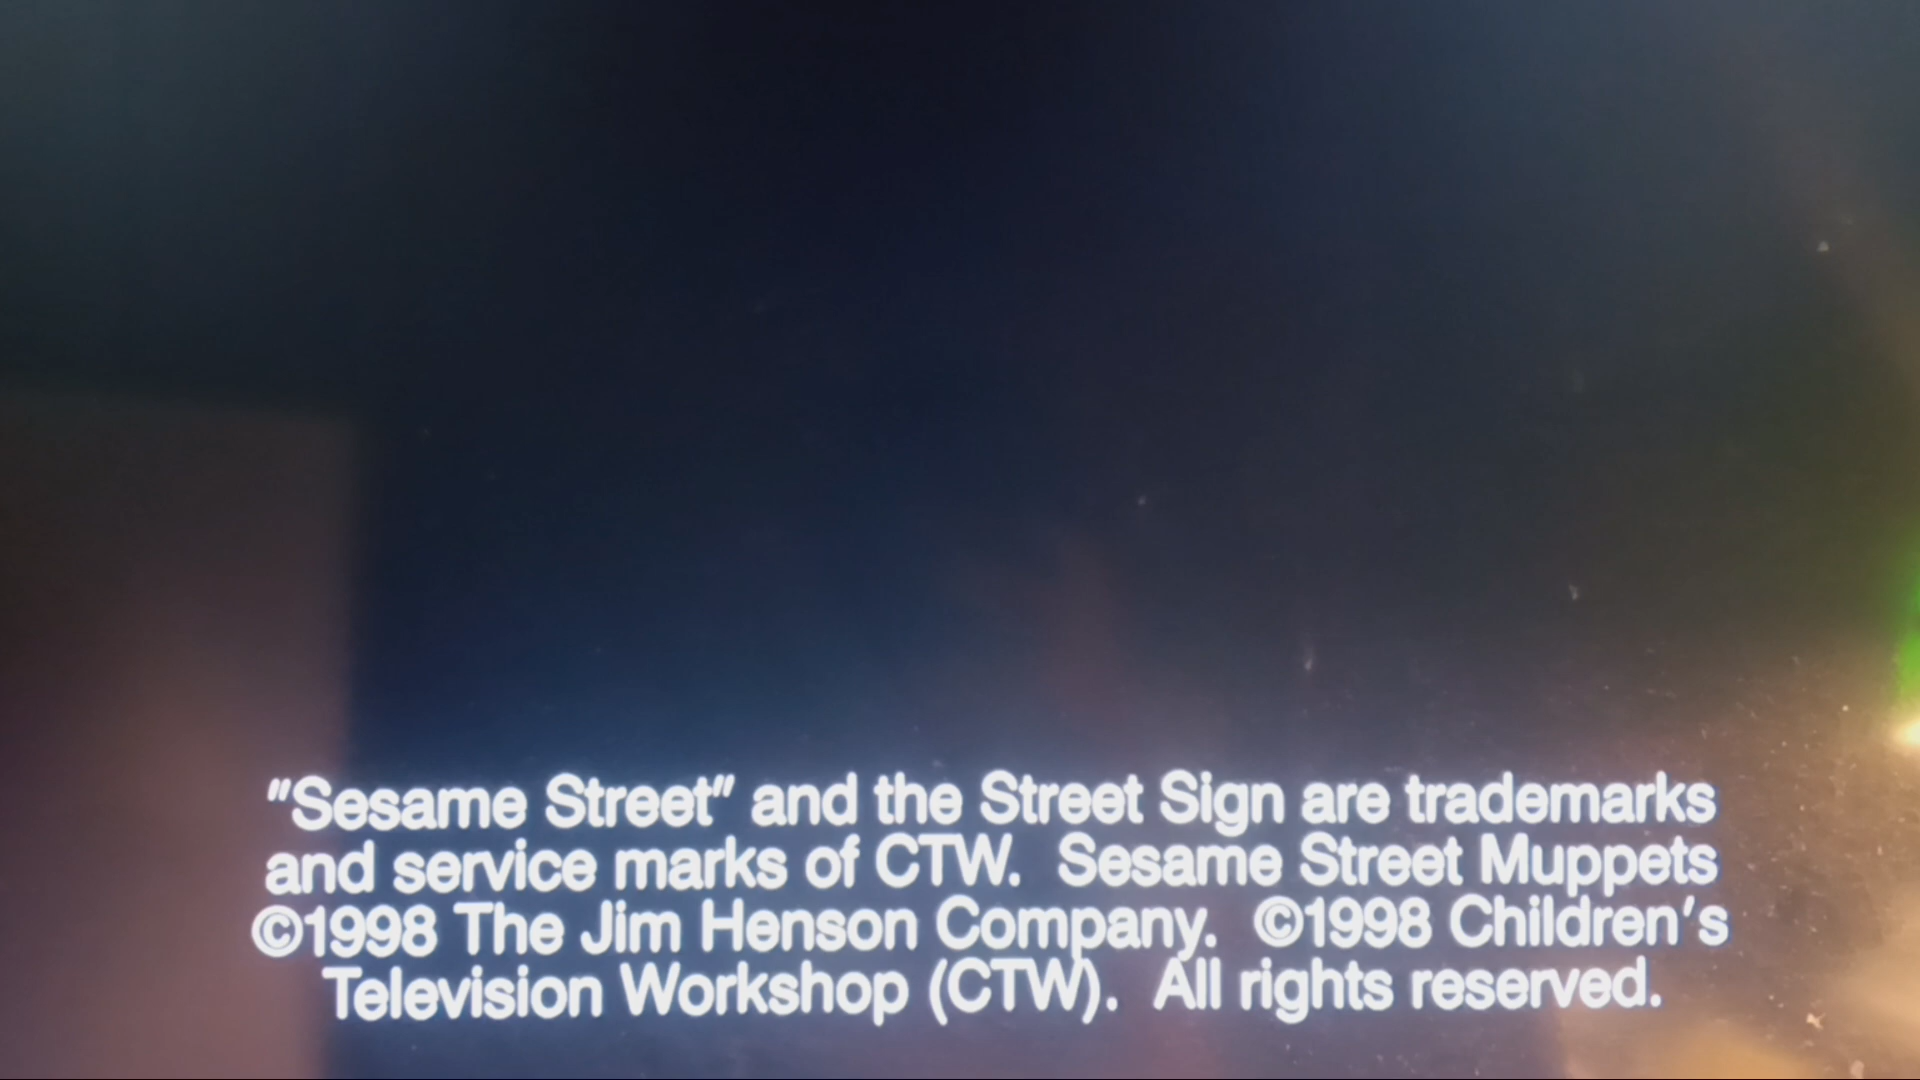 "Sesame Street" and the Street Sign are trademarks
and service marks of CTW. Sesame Street Muppets
©1998 The Jim Henson Company. ©1998 Children's
Television Workshop (CTW). All rights reserved.